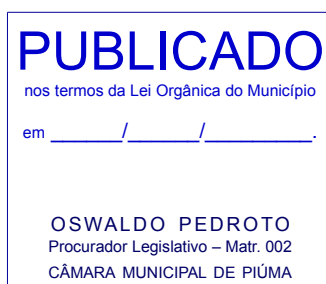 PUBLICADO
nos termos da Lei Orgânica do Município
em ______/______/_________.
OSWALDO PEDROTO
Procurador Legislativo – Matr. 002
CÂMARA MUNICIPAL DE PIÚMA